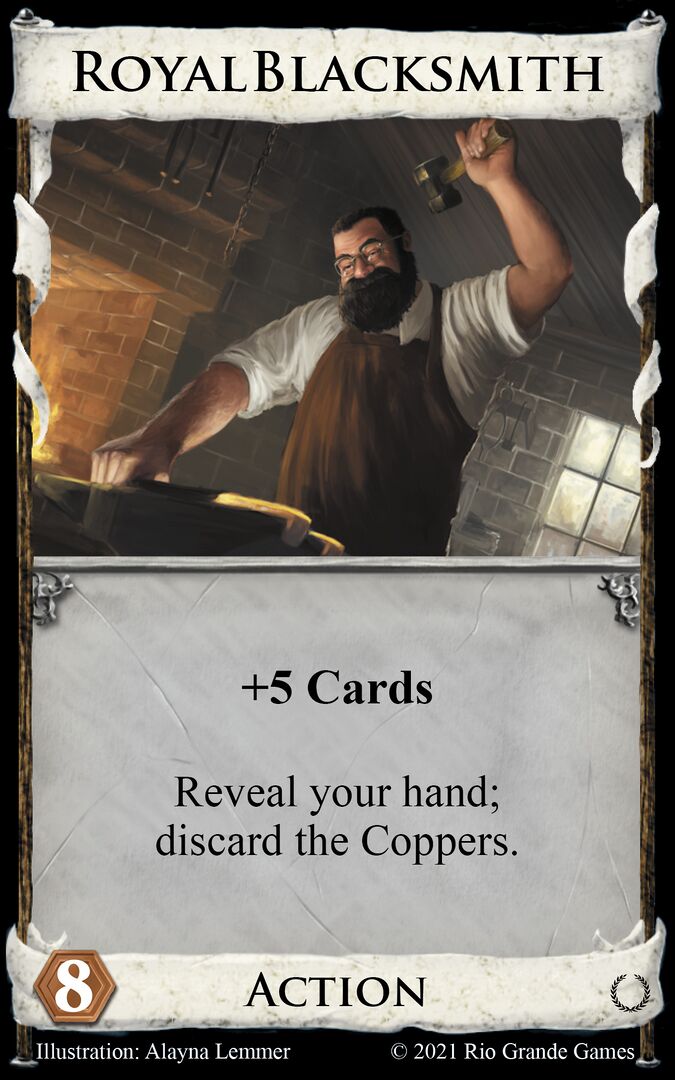 Royal Blacksmith
+5 Cards
Reveal your hand;
discard the Coppers.
8
Action
Illustration: Alayna Lemmer
© 2021 Rio Grande Games